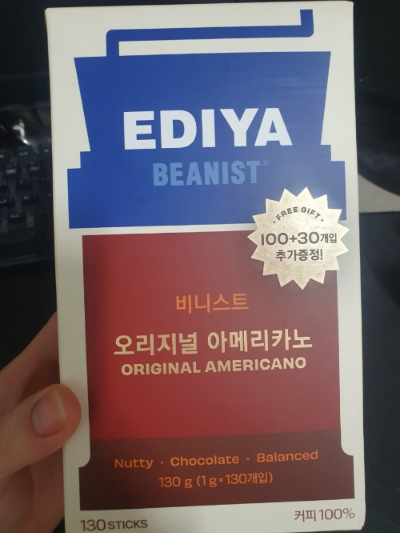 EDIYA
BEANIST®
· FREE GIFT ·
100+30개입
추가증정!
비니스트
오리지널 아메리카노
ORIGINAL AMERICANO
Nutty · Chocolate · Balanced
130 g (1 g×130개입)
130 STICKS
커피 100%